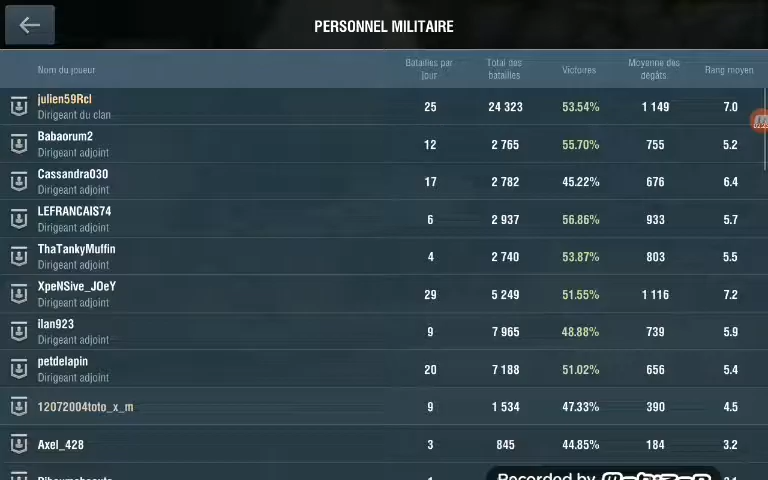 PERSONNEL MILITAIRE
Nom du joueur Batailles par jour Total des batailles Victoires Moyenne des dégâts Rang moyen
julien59Rcl 25 24 323 53.54% 1 149 7.0
Dirigeant du clan
Babaorum2 12 2 765 55.70% 755 5.2
Dirigeant adjoint
Cassandra030 17 2 782 45.22% 676 6.4
Dirigeant adjoint
LEFRANCAIS74 6 2 937 56.86% 933 5.7
Dirigeant adjoint
ThaTankyMuffin 4 2 740 53.87% 803 5.5
Dirigeant adjoint
XpeNSive_JOeY 29 5 249 51.55% 1 116 7.2
Dirigeant adjoint
ilan923 9 7 965 48.88% 739 5.9
Dirigeant adjoint
petdelapin 20 7 188 51.02% 656 5.4
Dirigeant adjoint
12072004toto_x_m 9 1 534 47.33% 390 4.5
Axel_428 3 845 44.85% 184 3.2
Recorded by